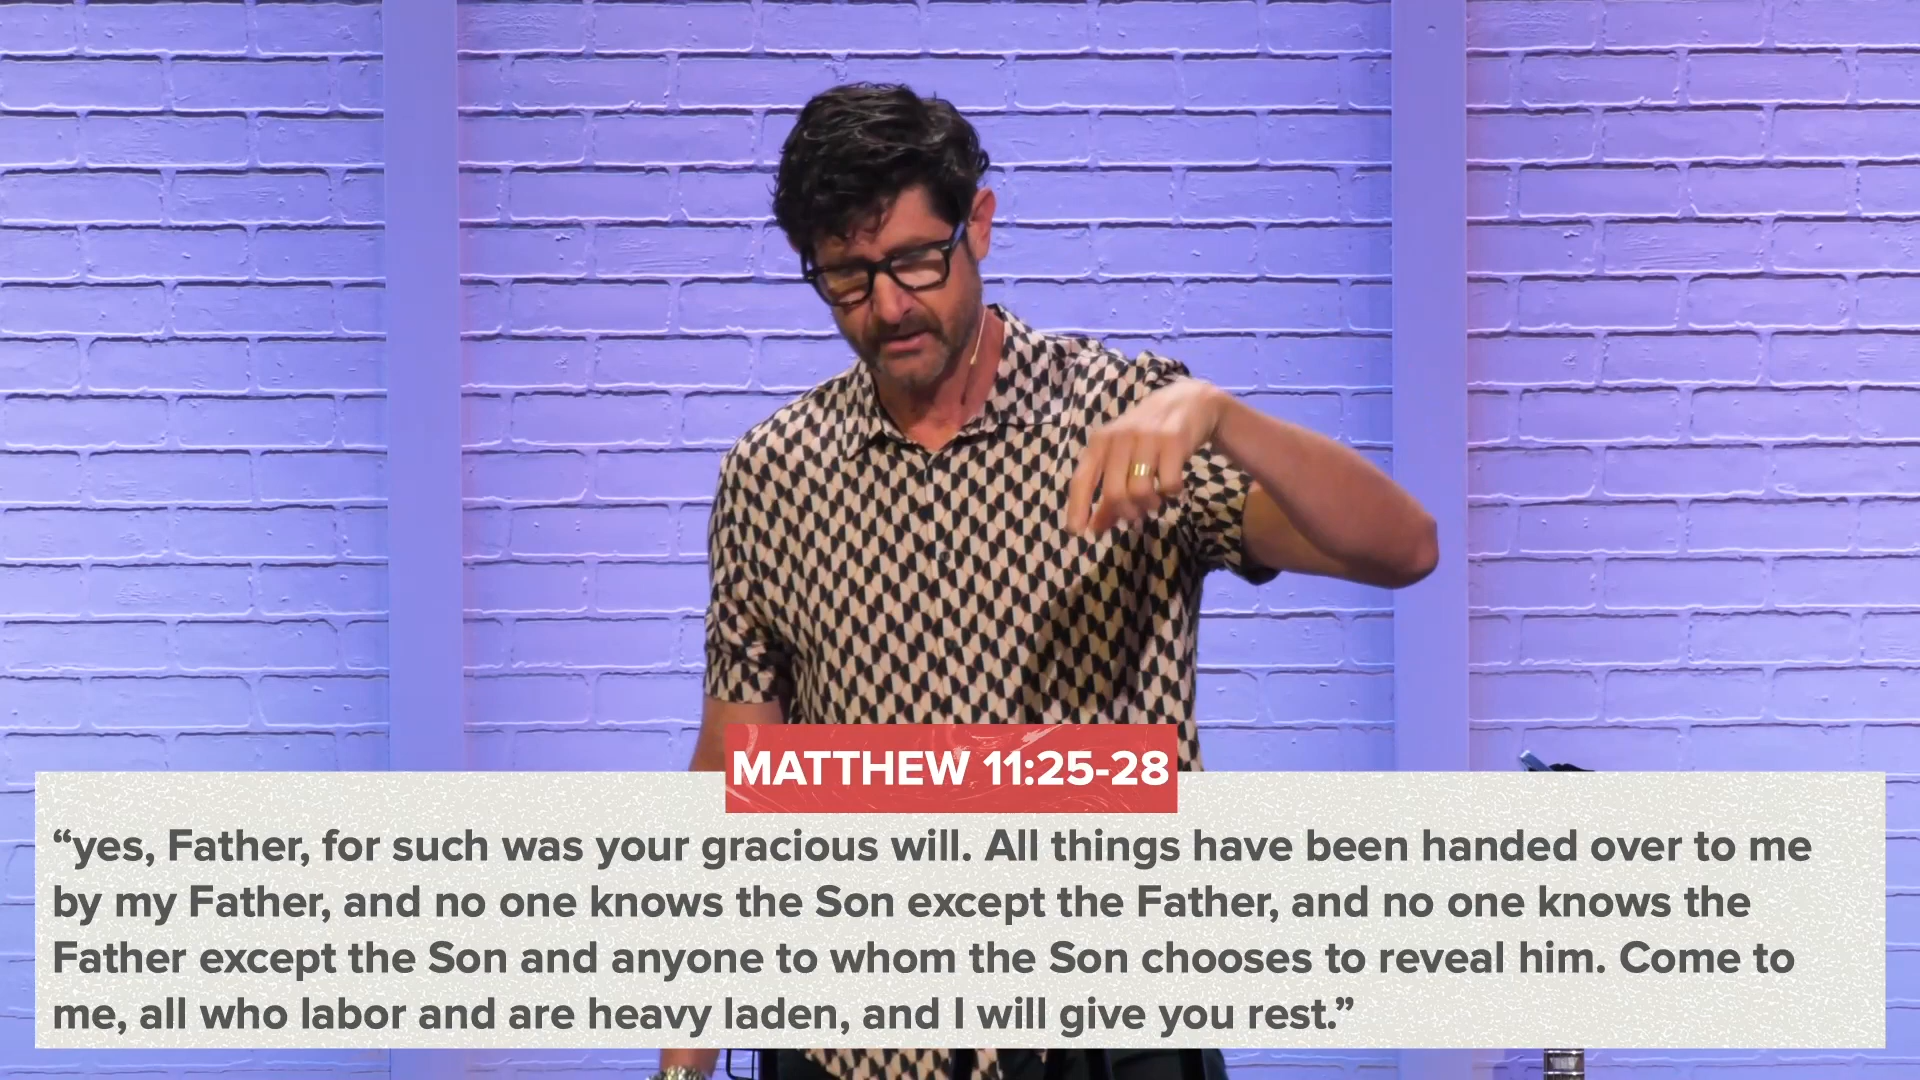 MATTHEW 11:25-28
“yes, Father, for such was your gracious will. All things have been handed over to me
by my Father, and no one knows the Son except the Father, and no one knows the
Father except the Son and anyone to whom the Son chooses to reveal him. Come to
me, all who labor and are heavy laden, and I will give you rest.”